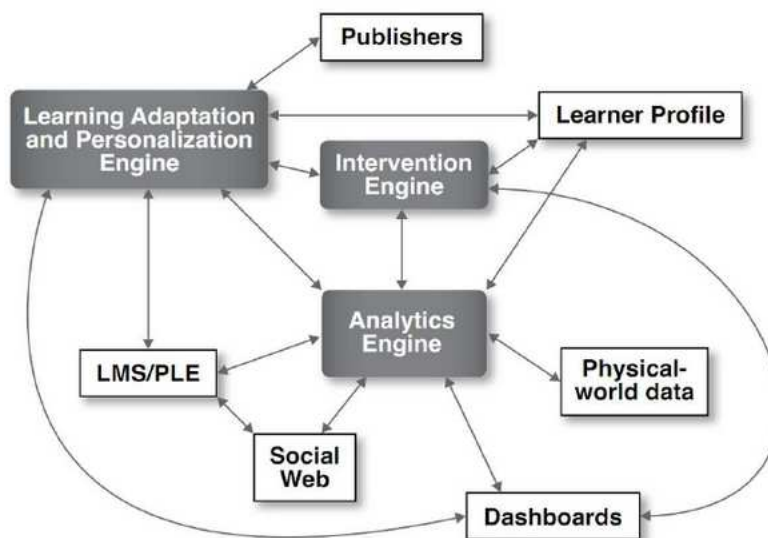 Publishers
Learning Adaptation
and Personalization
Engine
Learner Profile
Intervention
Engine
Analytics
Engine
LMS/PLE
Physical-
world data
Social
Web
Dashboards